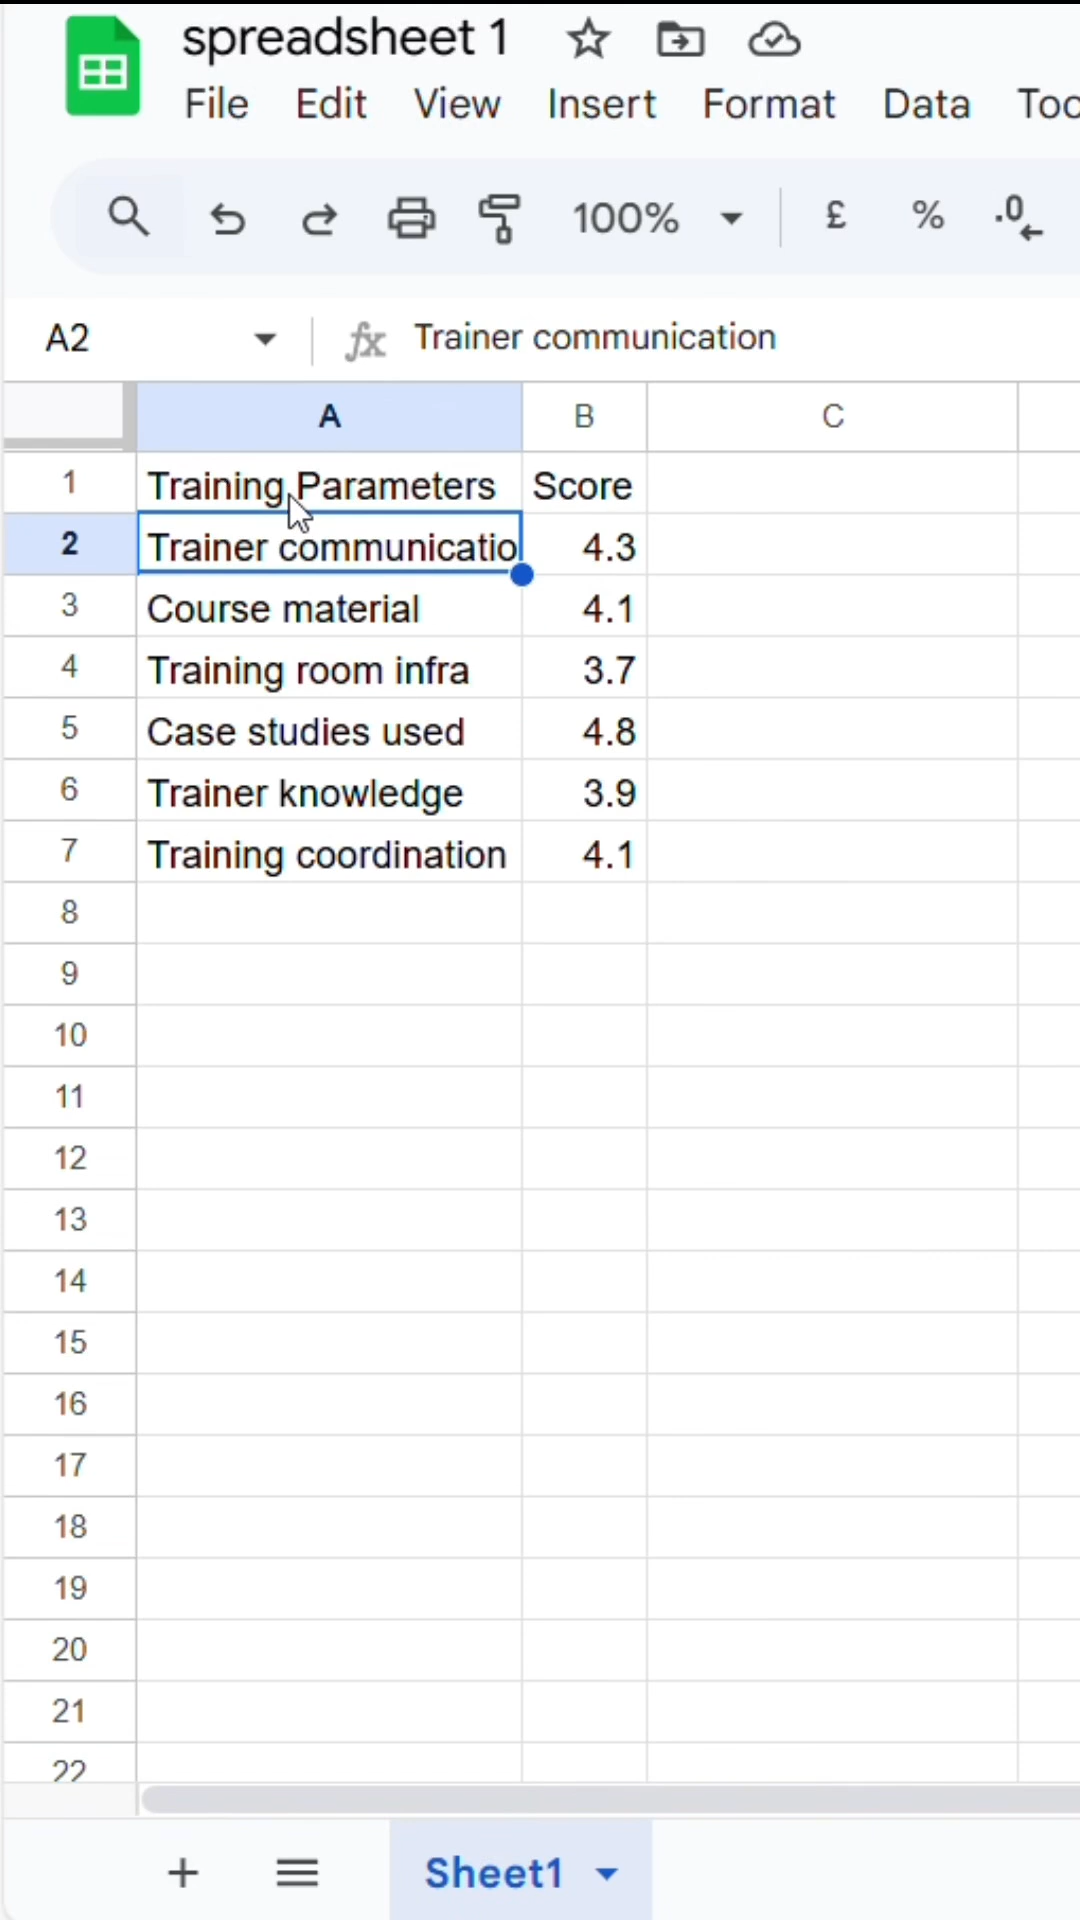 spreadsheet 1
File Edit View Insert Format Data Too
100% £ % .0
A2 fx Trainer communication
A B C
1 Training Parameters Score
2 Trainer communicatio 4.3
3 Course material 4.1
4 Training room infra 3.7
5 Case studies used 4.8
6 Trainer knowledge 3.9
7 Training coordination 4.1
8
9
10
11
12
13
14
15
16
17
18
19
20
21
22
Sheet1